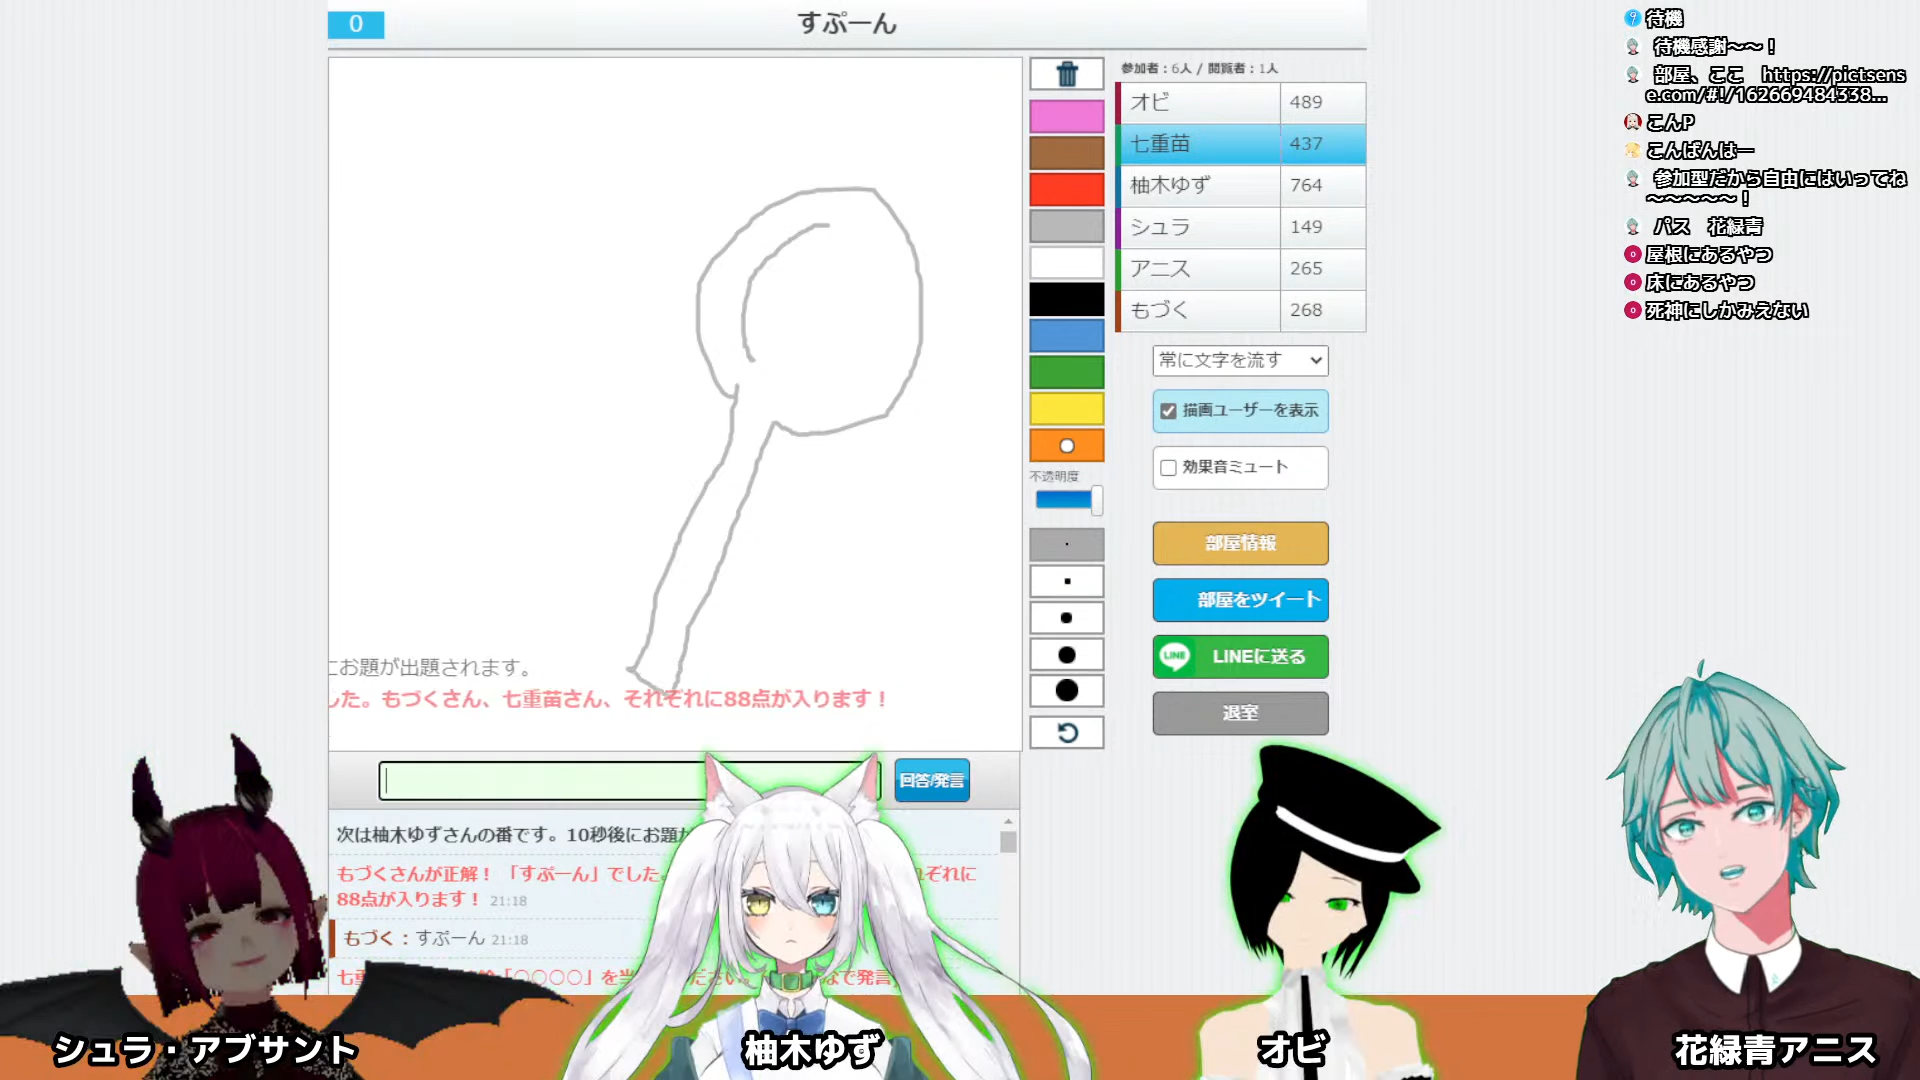 0
すぷーん
参加者：6人 / 閲覧者：1人
オビ 489
七重苗 437
柚木ゆず 764
シュラ 149
アニス 265
もづく 268
常に文字を流す
描画ユーザーを表示
効果音ミュート
不透明度
部屋情報
部屋をツイート
LINE LINEに送る
退室
にお題が出題されます。
した。もづくさん、七重苗さん、それぞれに88点が入ります！
回答/発言
次は柚木ゆずさんの番です。10秒後にお題が
もづくさんが正解！「すぷーん」でした。 れぞれに
88点が入ります！ 21:18
もづく：すぷーん 21:18
「○○○○」を当 ださい。 なで発言
待機
待機感謝～～！
部屋、ここ　https://pictsens
e.com/#!/162669484338...
こんP
こんばんはー
参加型だから自由にはいってね
～～～～～！
パス　花緑青
屋根にあるやつ
床にあるやつ
死神にしかみえない
シュラ・アブサント
柚木ゆず
オビ
花緑青アニス